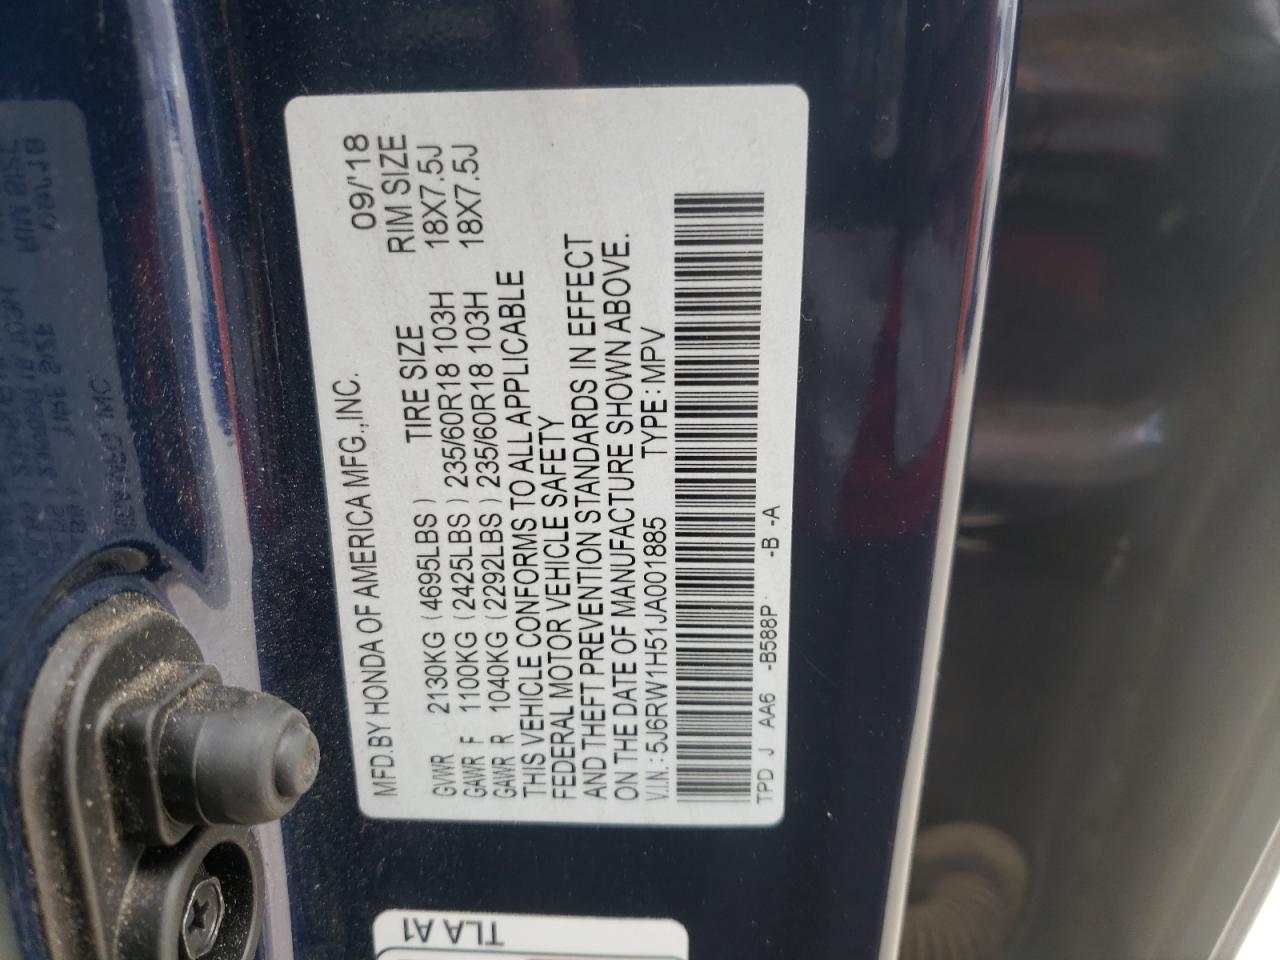 MFD.BY HONDA OF AMERICA MFG.,INC. 09/'18
TIRE SIZE RIM SIZE
GVWR 2130KG (4695LBS)
GAWR F 1100KG (2425LBS) 235/60R18 103H 18X7.5J
GAWR R 1040KG (2292LBS) 235/60R18 103H 18X7.5J
THIS VEHICLE CONFORMS TO ALL APPLICABLE
FEDERAL MOTOR VEHICLE SAFETY
AND THEFT PREVENTION STANDARDS IN EFFECT
ON THE DATE OF MANUFACTURE SHOWN ABOVE.
V.I.N.: 5J6RW1H51JA001885 TYPE: MPV
TPD J AA6 -B588P -B -A
TLA A1